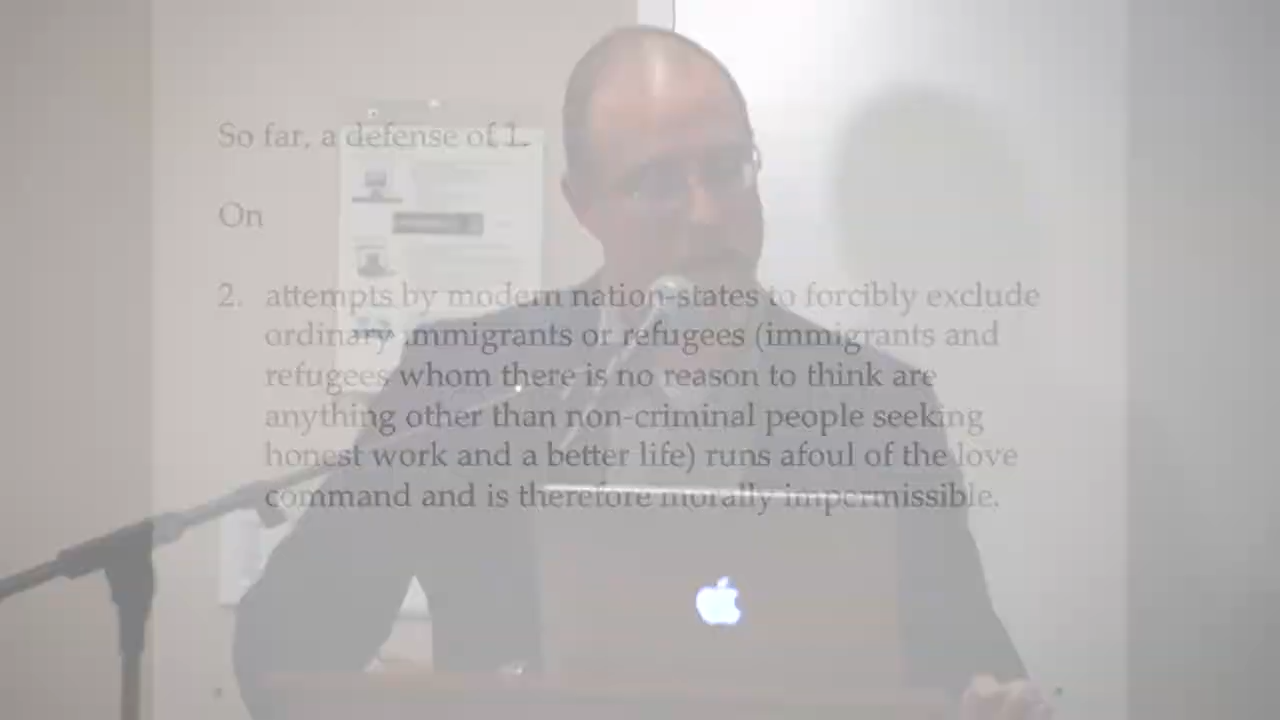 So far, a defense of 1.
On
2. attempts by modern nation-states to forcibly exclude
ordinary immigrants or refugees (immigrants and
refugees whom there is no reason to think are
anything other than non-criminal people seeking
honest work and a better life) runs afoul of the love
command and is therefore morally impermissible.